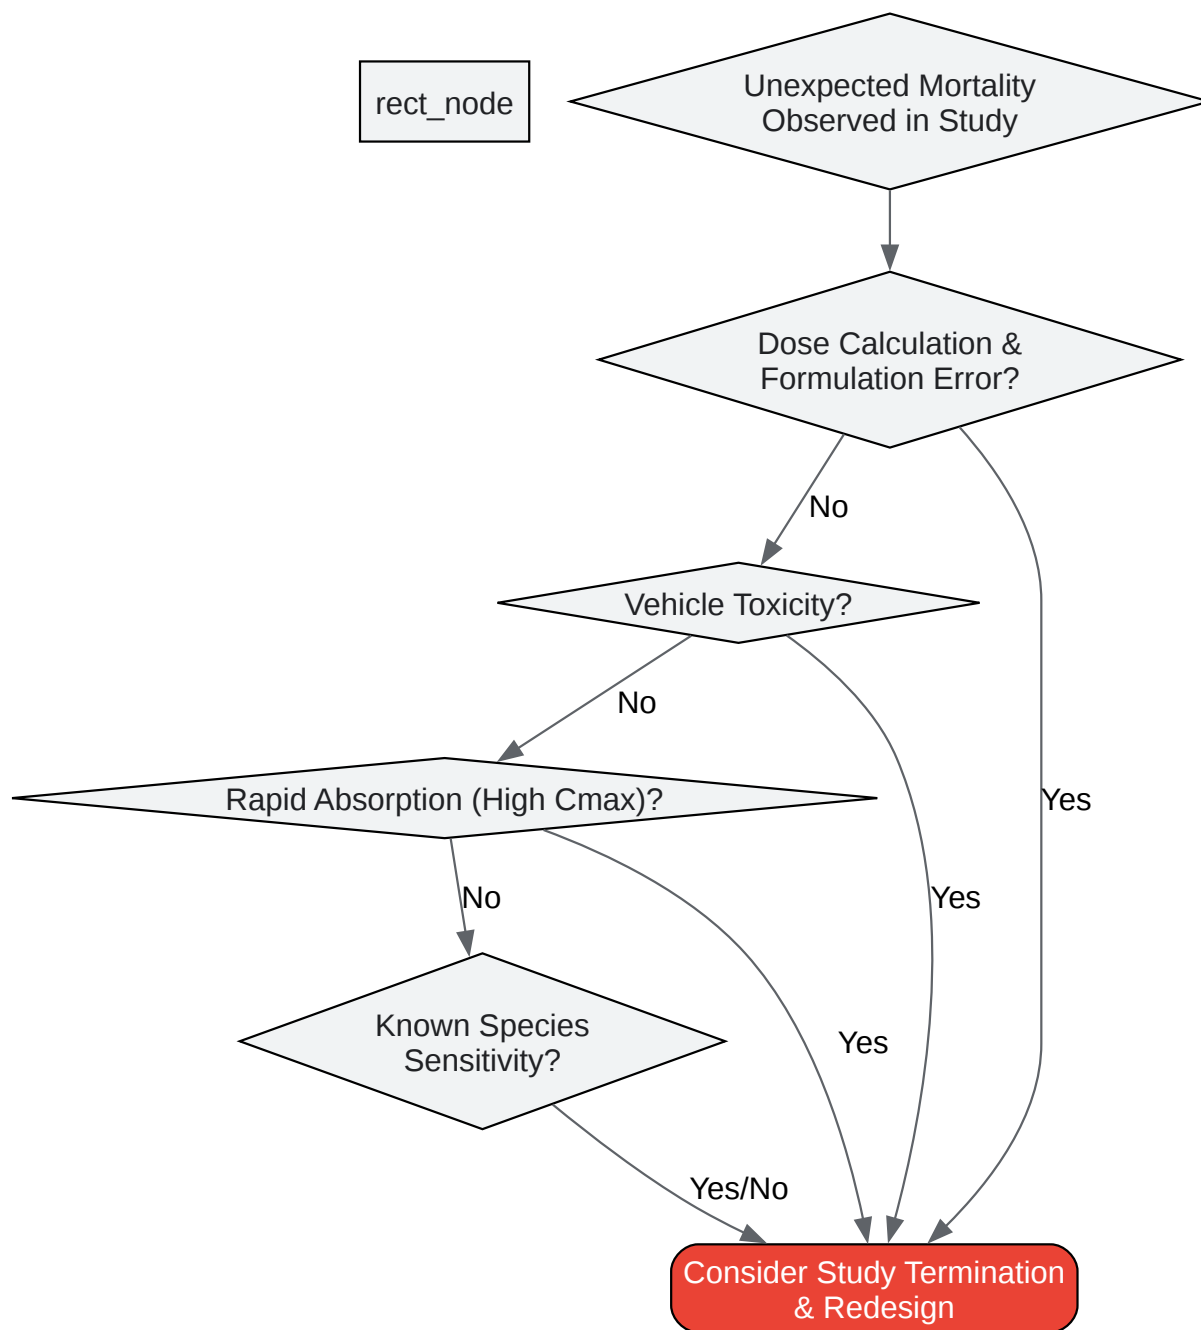 rect_node
Unexpected Mortality
Observed in Study
Dose Calculation &
Formulation Error?
No
Vehicle Toxicity?
No
Rapid Absorption (High Cmax)?
Yes
No
Yes
Known Species
Sensitivity?
Yes
Yes/No
Consider Study Termination
& Redesign